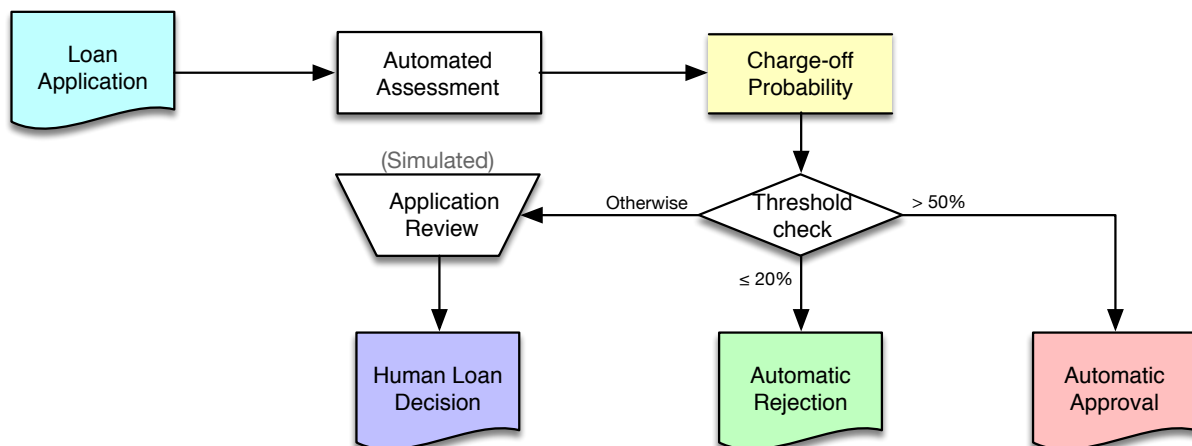 Loan
Application
Automated
Assessment
Charge-off
Probability
(Simulated)
Application
Review
Otherwise
Threshold
check
> 50%
≤ 20%
Human Loan
Decision
Automatic
Rejection
Automatic
Approval